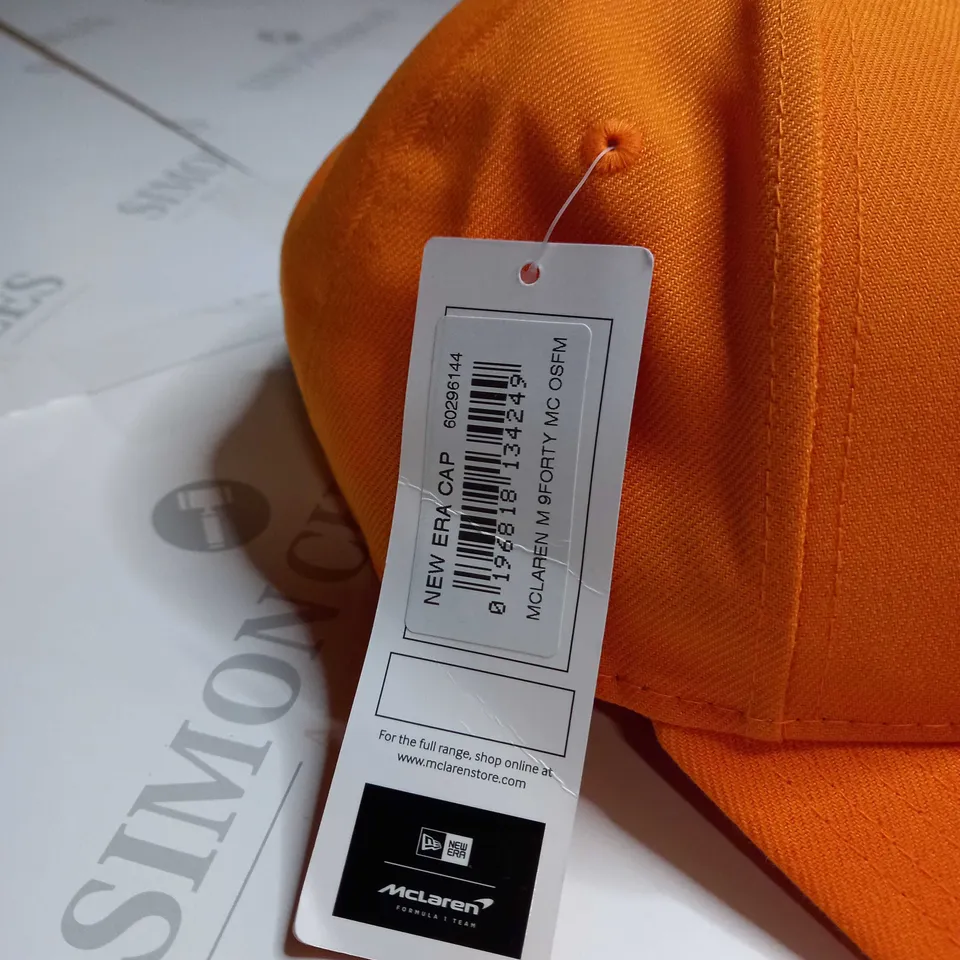 NEW ERA CAP
60296144
0 196818 134249
MCLAREN M 9FORTY MC OSFM
For the full range, shop online at
www.mclarenstore.com
NEW
ERA
McLaren
FORMULA 1 TEAM
SIMON